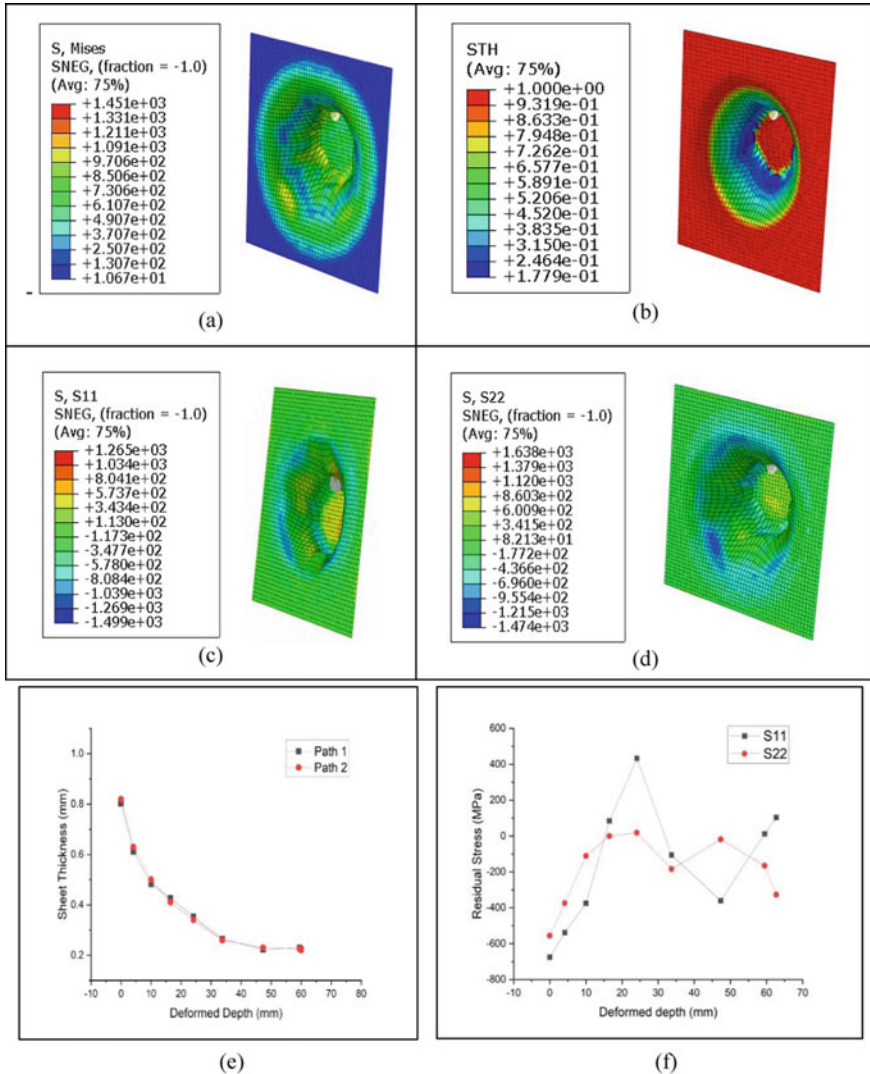 S, Mises
SNEG, (fraction = -1.0)
(Avg: 75%)
+1.451e+03
+1.331e+03
+1.211e+03
+1.091e+03
+9.706e+02
+8.506e+02
+7.306e+02
+6.107e+02
+4.907e+02
+3.707e+02
+2.507e+02
+1.307e+02
+1.067e+01
(a)
STH
(Avg: 75%)
+1.000e+00
+9.319e-01
+8.633e-01
+7.948e-01
+7.262e-01
+6.577e-01
+5.891e-01
+5.206e-01
+4.520e-01
+3.835e-01
+3.150e-01
+2.464e-01
+1.779e-01
(b)
S, S11
SNEG, (fraction = -1.0)
(Avg: 75%)
+1.265e+03
+1.034e+03
+8.041e+02
+5.737e+02
+3.434e+02
+1.130e+02
-1.173e+02
-3.477e+02
-5.780e+02
-8.084e+02
-1.039e+03
-1.269e+03
-1.499e+03
(c)
S, S22
SNEG, (fraction = -1.0)
(Avg: 75%)
+1.638e+03
+1.379e+03
+1.120e+03
+8.603e+02
+6.009e+02
+3.415e+02
+8.213e+01
-1.772e+02
-4.366e+02
-6.960e+02
-9.554e+02
-1.215e+03
-1.474e+03
(d)
Path 1
Path 2
1.0
0.8
0.6
0.4
0.2
Sheet Thickness (mm)
-10 0 10 20 30 40 50 60 70 80
Deformed Depth (mm)
(e)
S11
S22
600
400
200
0
-200
-400
-600
-800
Residual Stress (MPa)
-10 0 10 20 30 40 50 60 70
Deformed depth (mm)
(f)